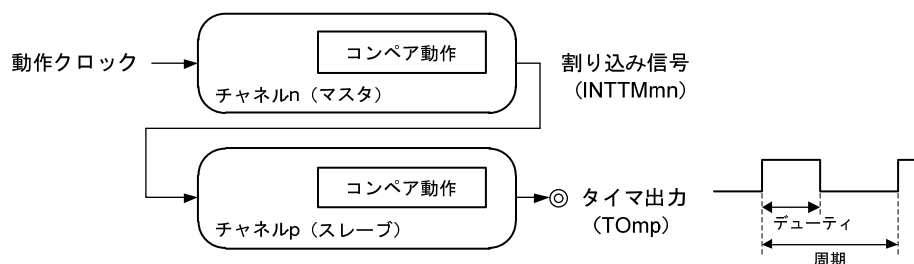 コンペア動作
動作クロック
チャネルn（マスタ）
割り込み信号
（INTTMmn）
コンペア動作
チャネルp（スレーブ）
タイマ出力
（TOmp）
デューティ
周期